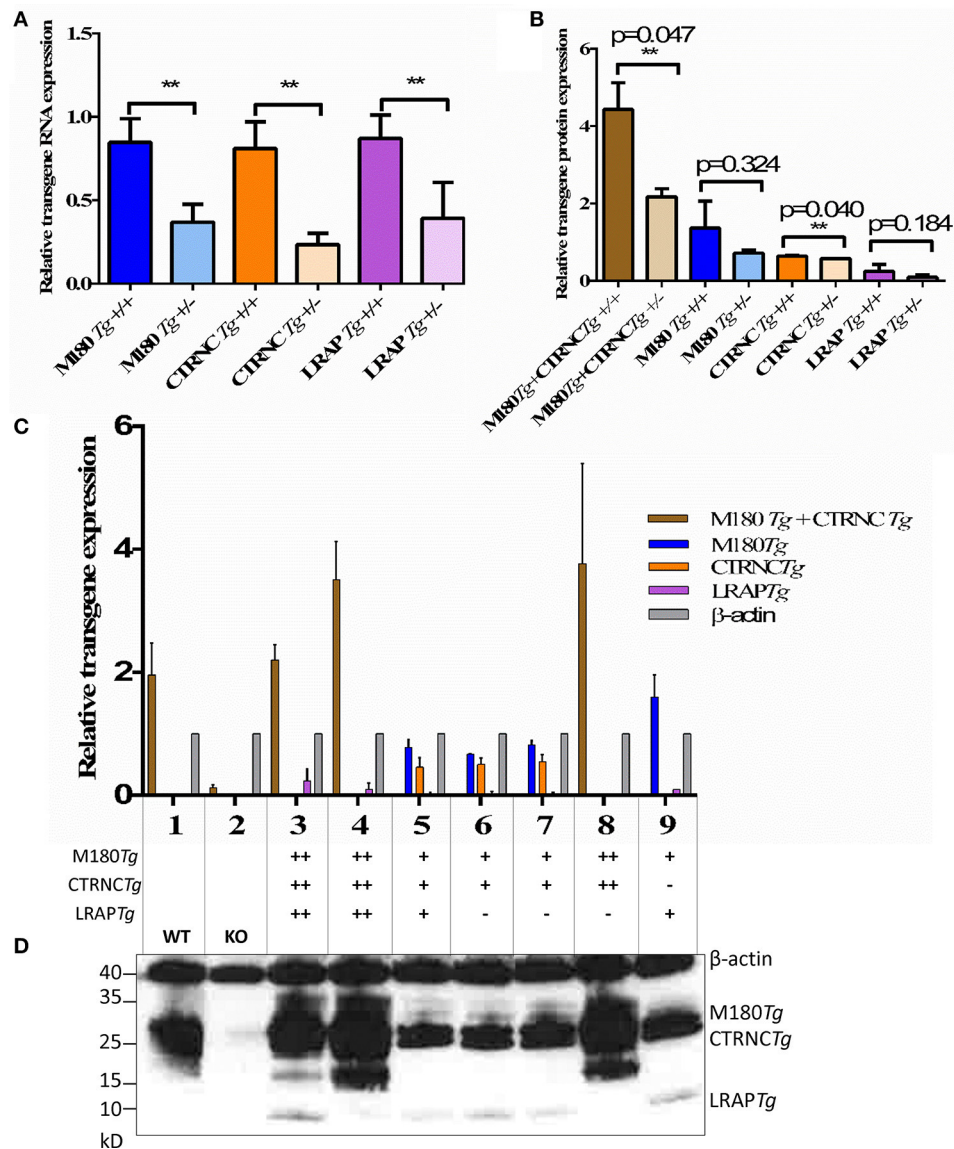 A
Relative transgene RNA expression
1.5
1.0
0.5
0.0
**
**
**
M180 Tg +/+
M180 Tg +/-
CTRNC Tg +/+
CTRNC Tg +/-
LRAP Tg +/+
LRAP Tg +/-
B
Relative transgene protein expression
6
4
2
0
p=0.047
**
p=0.324
p=0.040
**
p=0.184
M180Tg+CTRNCTg +/+
M180Tg+CTRNCTg +/-
M180 Tg +/+
M180 Tg +/-
CTRNC Tg +/+
CTRNC Tg +/-
LRAP Tg +/+
LRAP Tg +/-
C
Relative transgene expression
6
4
2
0
M180 Tg + CTRNC Tg
M180Tg
CTRNCTg
LRAPTg
β-actin
1 2 3 4 5 6 7 8 9
M180Tg ++ ++ + + + ++ +
CTRNCTg ++ ++ + + + ++ -
LRAPTg ++ ++ + - - - +
WT KO
D
40
35
25
15
10
kD
β-actin
M180Tg
CTRNCTg
LRAPTg